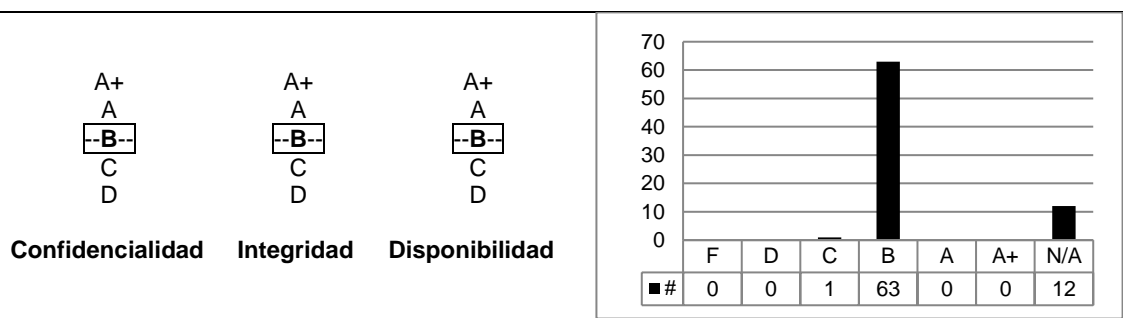 A+ A+ A+
A A A
--B-- --B-- --B--
C C C
D D D
Confidencialidad Integridad Disponibilidad
70
60
50
40
30
20
10
0
F D C B A A+ N/A
# 0 0 1 63 0 0 12